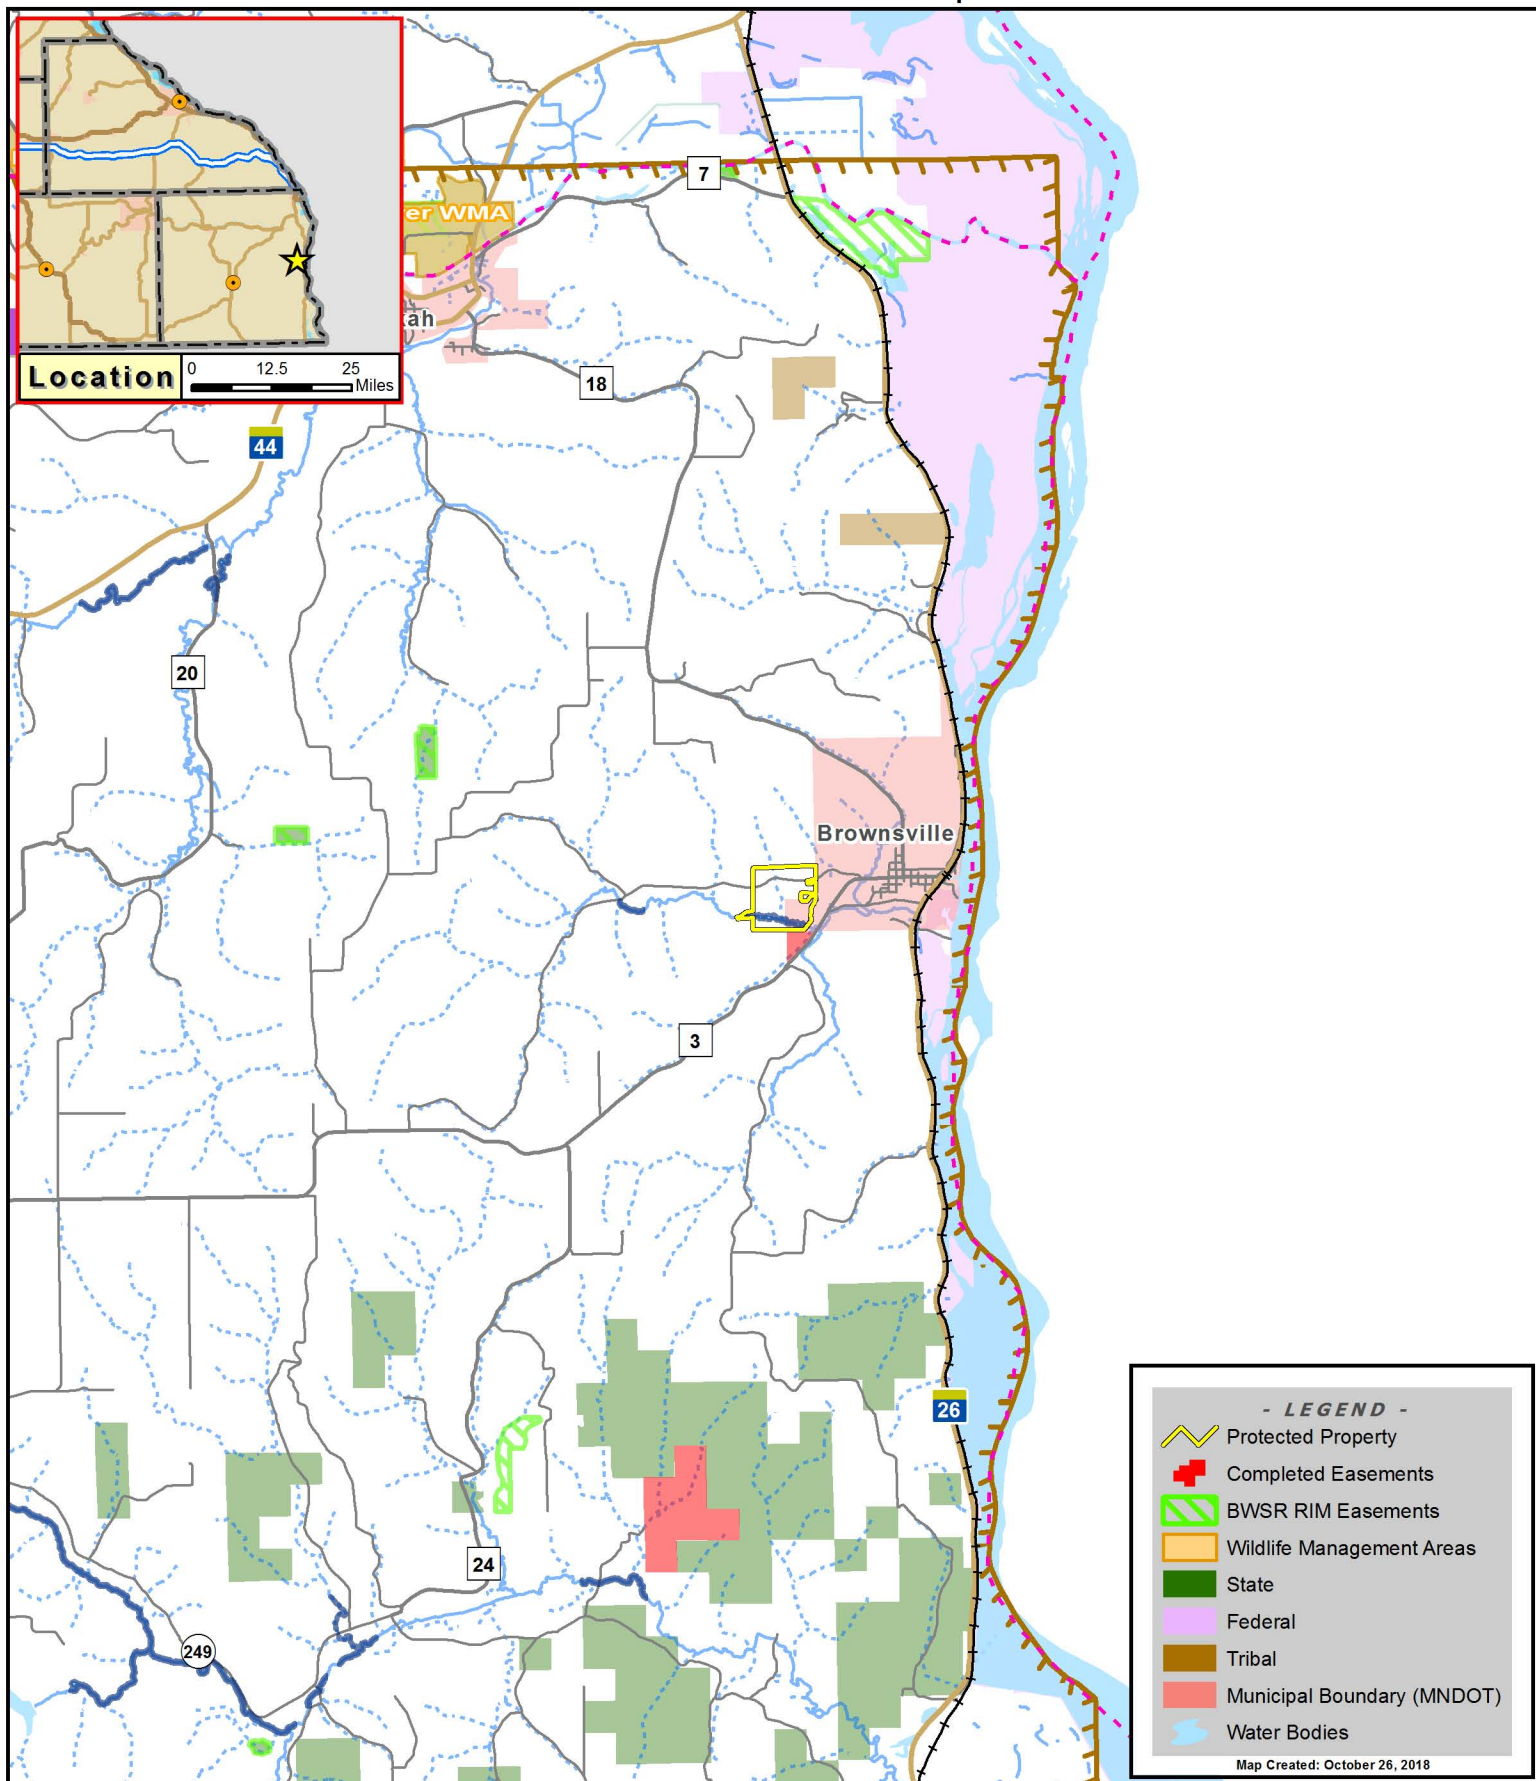 7
er WMA
kah
Location
0 12.5 25
Miles
18
44
20
Brownsville
3
26
24
249
- LEGEND -
Protected Property
Completed Easements
BWSR RIM Easements
Wildlife Management Areas
State
Federal
Tribal
Municipal Boundary (MNDOT)
Water Bodies
Map Created: October 26, 2018